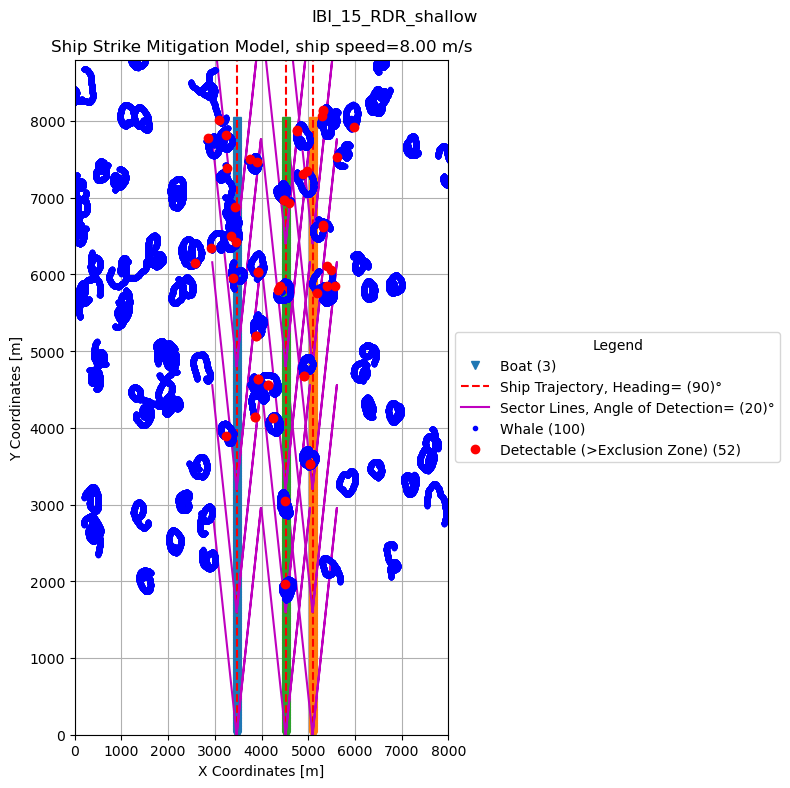 IBI_15_RDR_shallow
Ship Strike Mitigation Model, ship speed=8.00 m/s
Y Coordinates [m]
8000
7000
6000
5000
4000
3000
2000
1000
0
0 1000 2000 3000 4000 5000 6000 7000 8000
X Coordinates [m]
Legend
Boat (3)
Ship Trajectory, Heading= (90)°
Sector Lines, Angle of Detection= (20)°
Whale (100)
Detectable (>Exclusion Zone) (52)